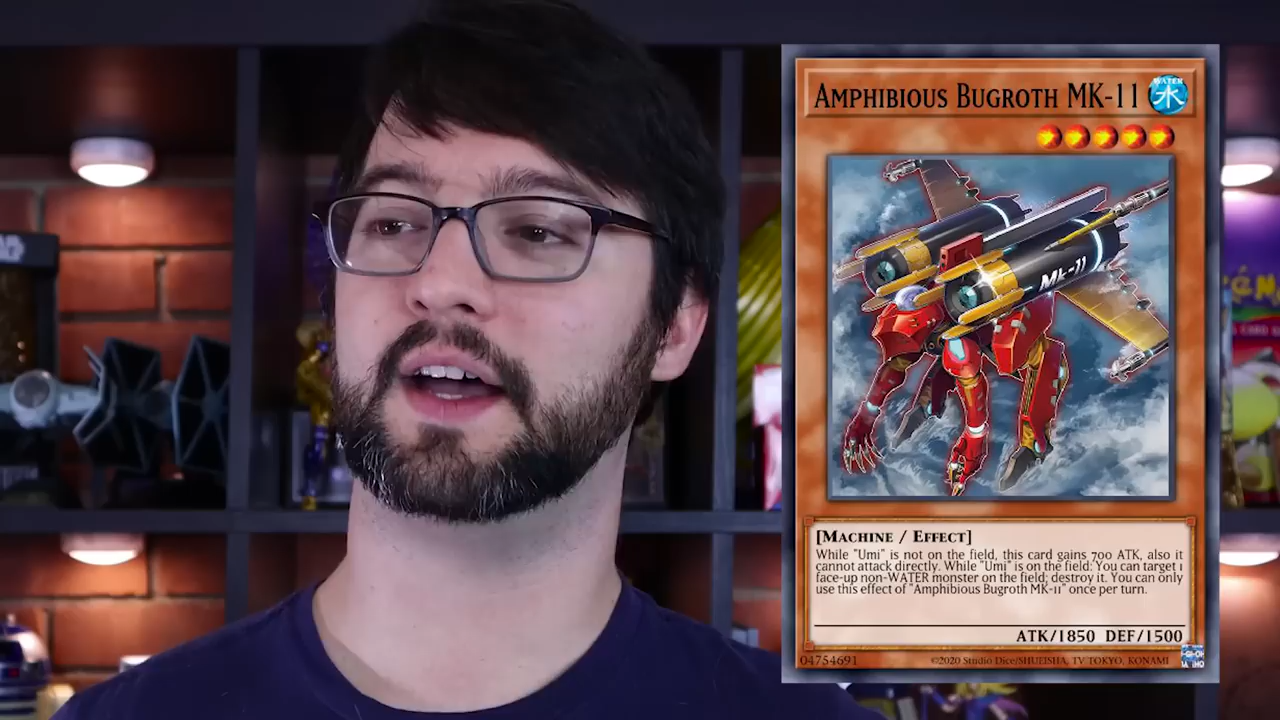 AMPHIBIOUS BUGROTH MK-11
WATER
水
MK-11
[MACHINE / EFFECT]
While "Umi" is not on the field, this card gains 700 ATK, also it
cannot attack directly. While "Umi" is on the field: You can target 1
face-up non-WATER monster on the field; destroy it. You can only
use this effect of "Amphibious Bugroth MK-11" once per turn.
ATK/1850 DEF/1500
04754691
©2020 Studio Dice/SHUEISHA, TV TOKYO, KONAMI